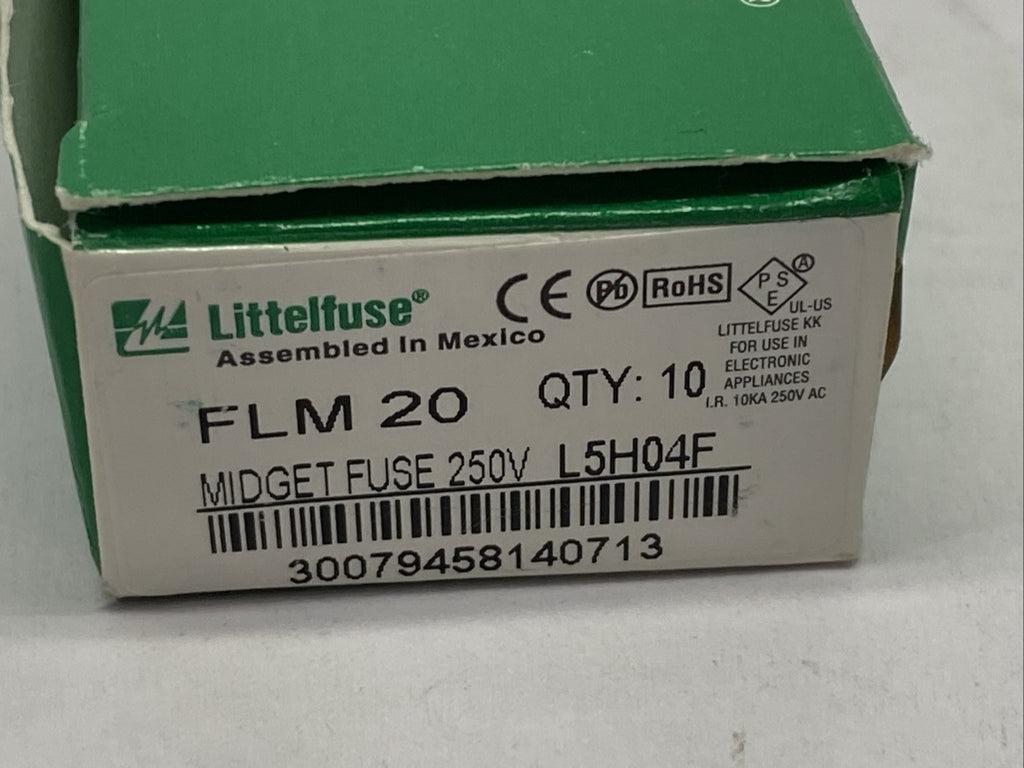 ®
Littelfuse®
Assembled In Mexico
CE Pb RoHS PSE A
UL-US
LITTELFUSE KK
FOR USE IN
ELECTRONIC
APPLIANCES
I.R. 10KA 250V AC
FLM 20 QTY: 10
MIDGET FUSE 250V L5H04F
30079458140713